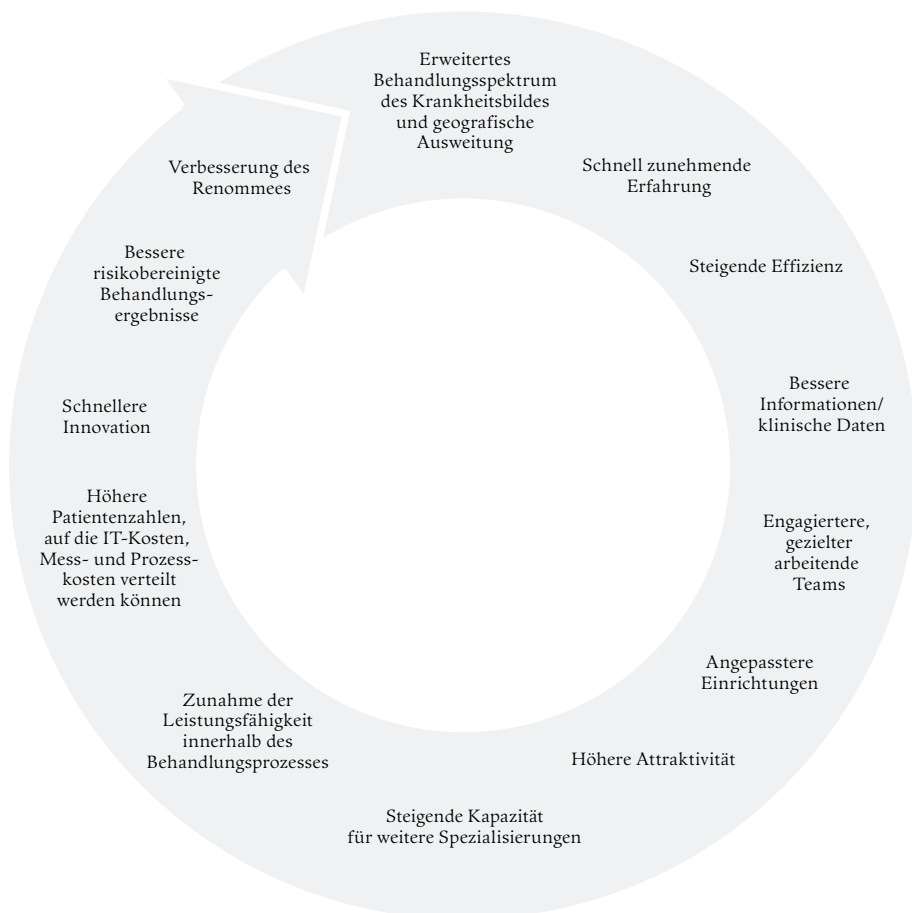 Erweitertes
Behandlungsspektrum
des Krankheitsbildes
und geografische
Ausweitung
Schnell zunehmende
Erfahrung
Steigende Effizienz
Bessere
Informationen/
klinische Daten
Engagiertere,
gezielter
arbeitende
Teams
Angepasstere
Einrichtungen
Höhere Attraktivität
Steigende Kapazität
für weitere Spezialisierungen
Zunahme der
Leistungsfähigkeit
innerhalb des
Behandlungsprozesses
Höhere
Patientenzahlen,
auf die IT-Kosten,
Mess- und Prozess-
kosten verteilt
werden können
Schnellere
Innovation
Bessere
risikobereinigte
Behandlungs-
ergebnisse
Verbesserung des
Renommees